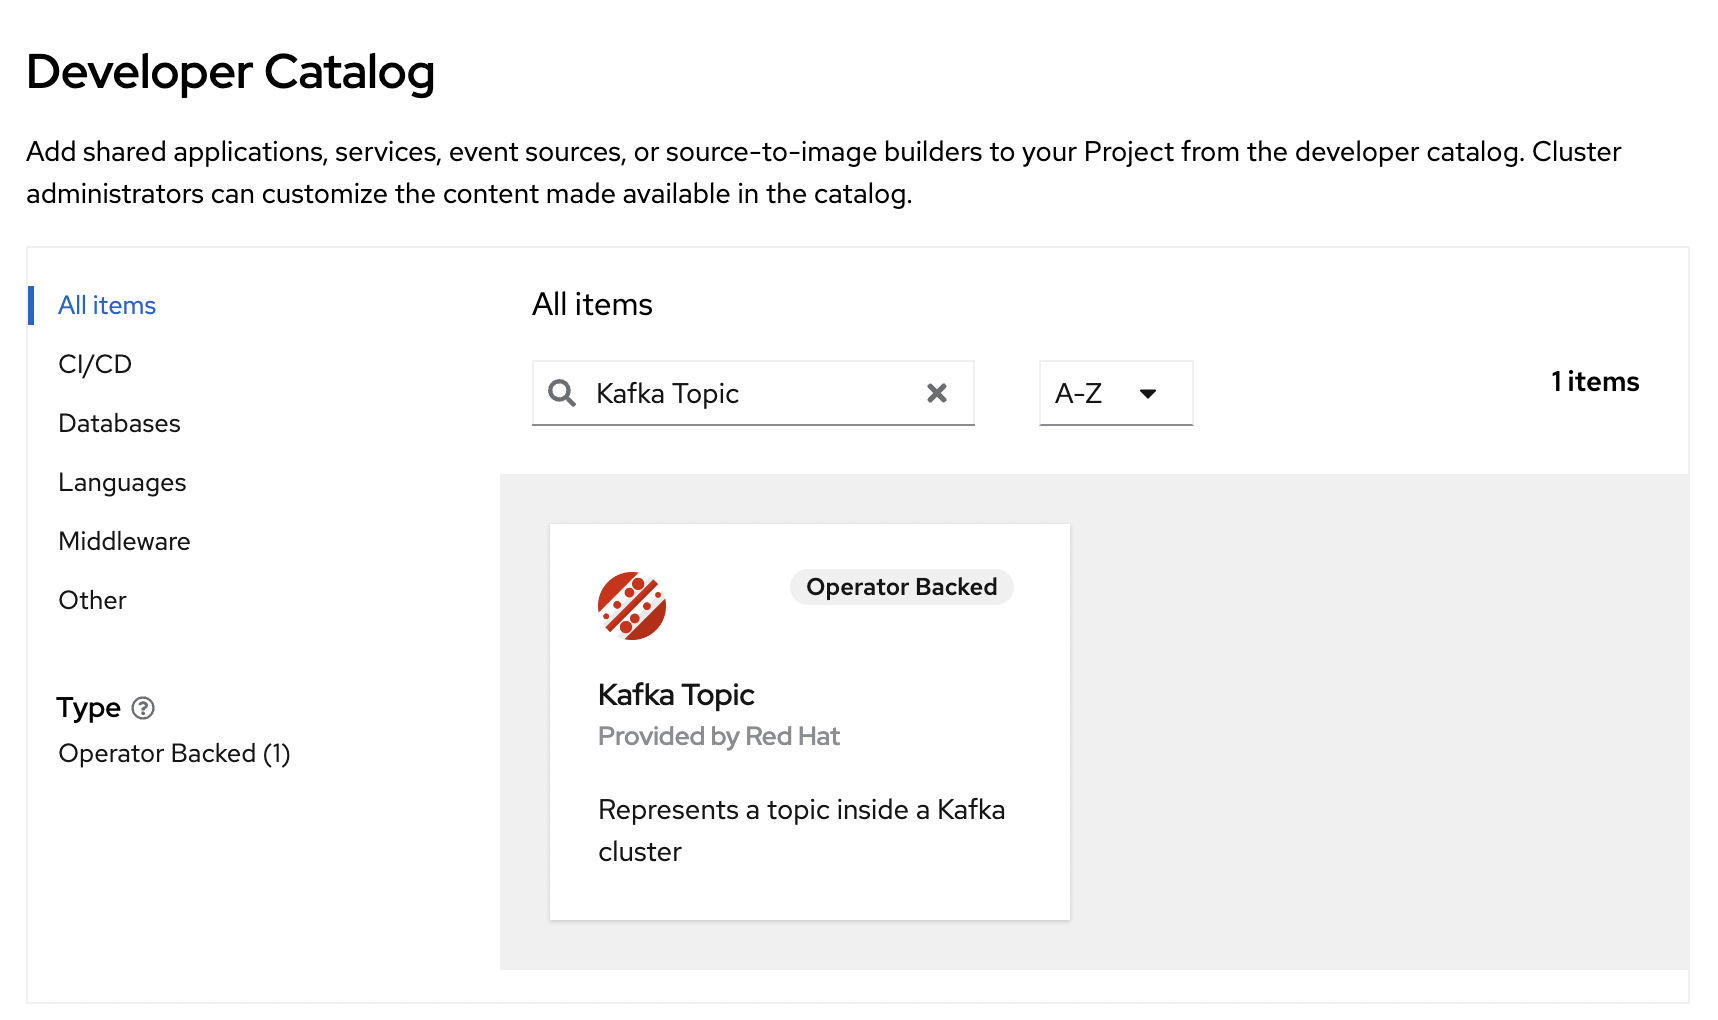 Developer Catalog
Add shared applications, services, event sources, or source-to-image builders to your Project from the developer catalog. Cluster
administrators can customize the content made available in the catalog.
All items
CI/CD
Databases
Languages
Middleware
Other
Type
Operator Backed (1)
All items
Kafka Topic
A-Z
1 items
Operator Backed
Kafka Topic
Provided by Red Hat
Represents a topic inside a Kafka
cluster